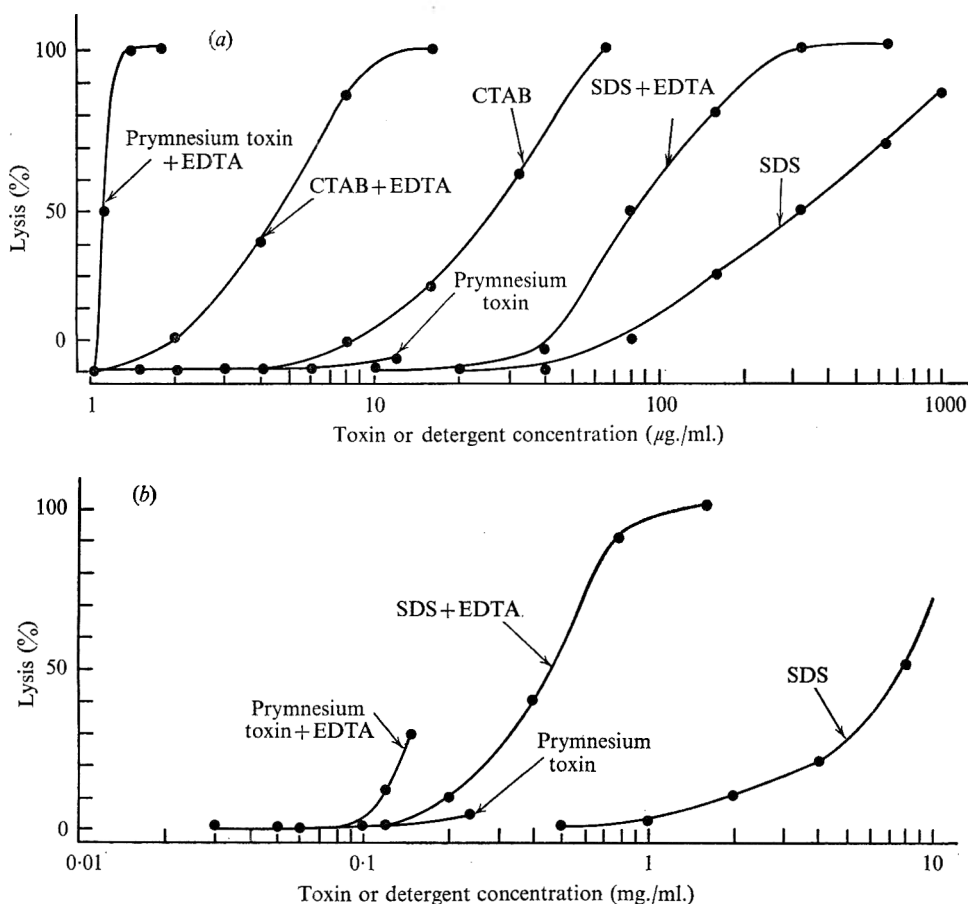 (a)
100
50
0
Lysis (%)
Prymnesium toxin
+EDTA
CTAB+EDTA
CTAB
Prymnesium
toxin
SDS+EDTA
SDS
1
10
100
1000
Toxin or detergent concentration (μg./ml.)
(b)
100
50
0
Lysis (%)
Prymnesium
toxin+EDTA
SDS+EDTA.
Prymnesium
toxin
SDS
0·01
0·1
1
10
Toxin or detergent concentration (mg./ml.)